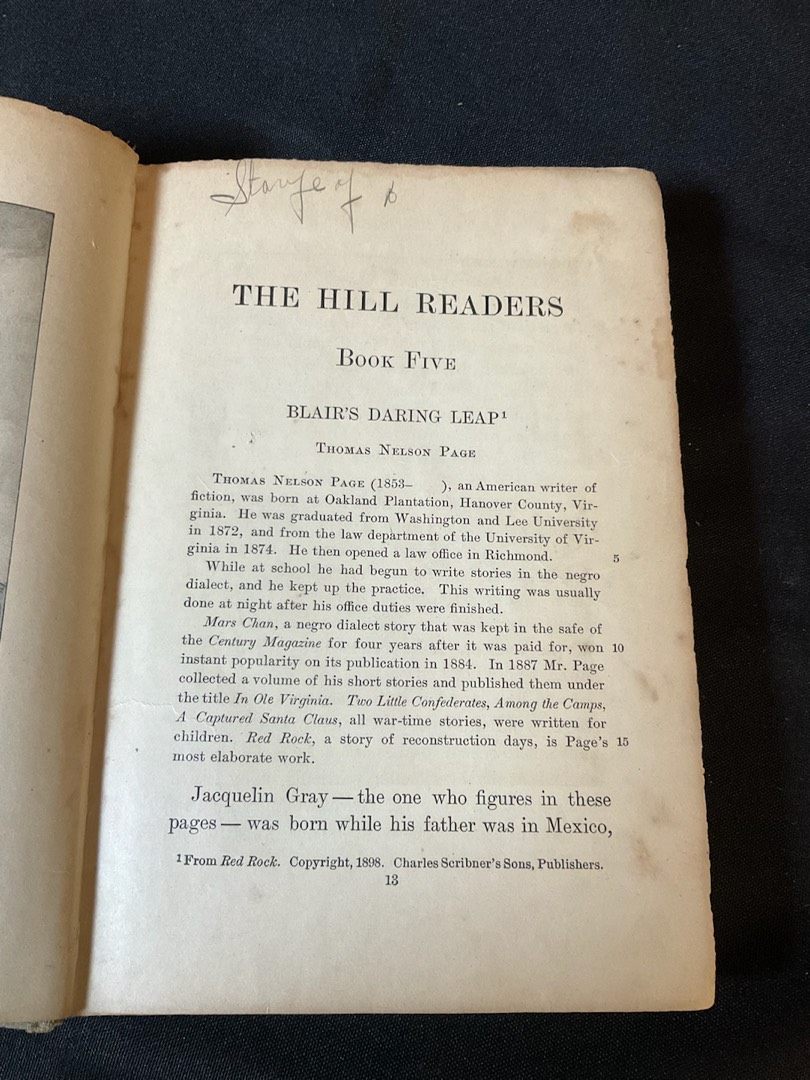 of
THE HILL READERS
BOOK FIVE
BLAIR'S DARING LEAP¹
THOMAS NELSON PAGE
THOMAS NELSON PAGE (1853– ), an American writer of
fiction, was born at Oakland Plantation, Hanover County, Vir-
ginia. He was graduated from Washington and Lee University
in 1872, and from the law department of the University of Vir-
ginia in 1874. He then opened a law office in Richmond. 5
While at school he had begun to write stories in the negro
dialect, and he kept up the practice. This writing was usually
done at night after his office duties were finished.
Mars Chan, a negro dialect story that was kept in the safe of
the Century Magazine for four years after it was paid for, won 10
instant popularity on its publication in 1884. In 1887 Mr. Page
collected a volume of his short stories and published them under
the title In Ole Virginia. Two Little Confederates, Among the Camps,
A Captured Santa Claus, all war-time stories, were written for
children. Red Rock, a story of reconstruction days, is Page's 15
most elaborate work.
Jacquelin Gray — the one who figures in these
pages — was born while his father was in Mexico,
¹ From Red Rock. Copyright, 1898. Charles Scribner's Sons, Publishers.
13